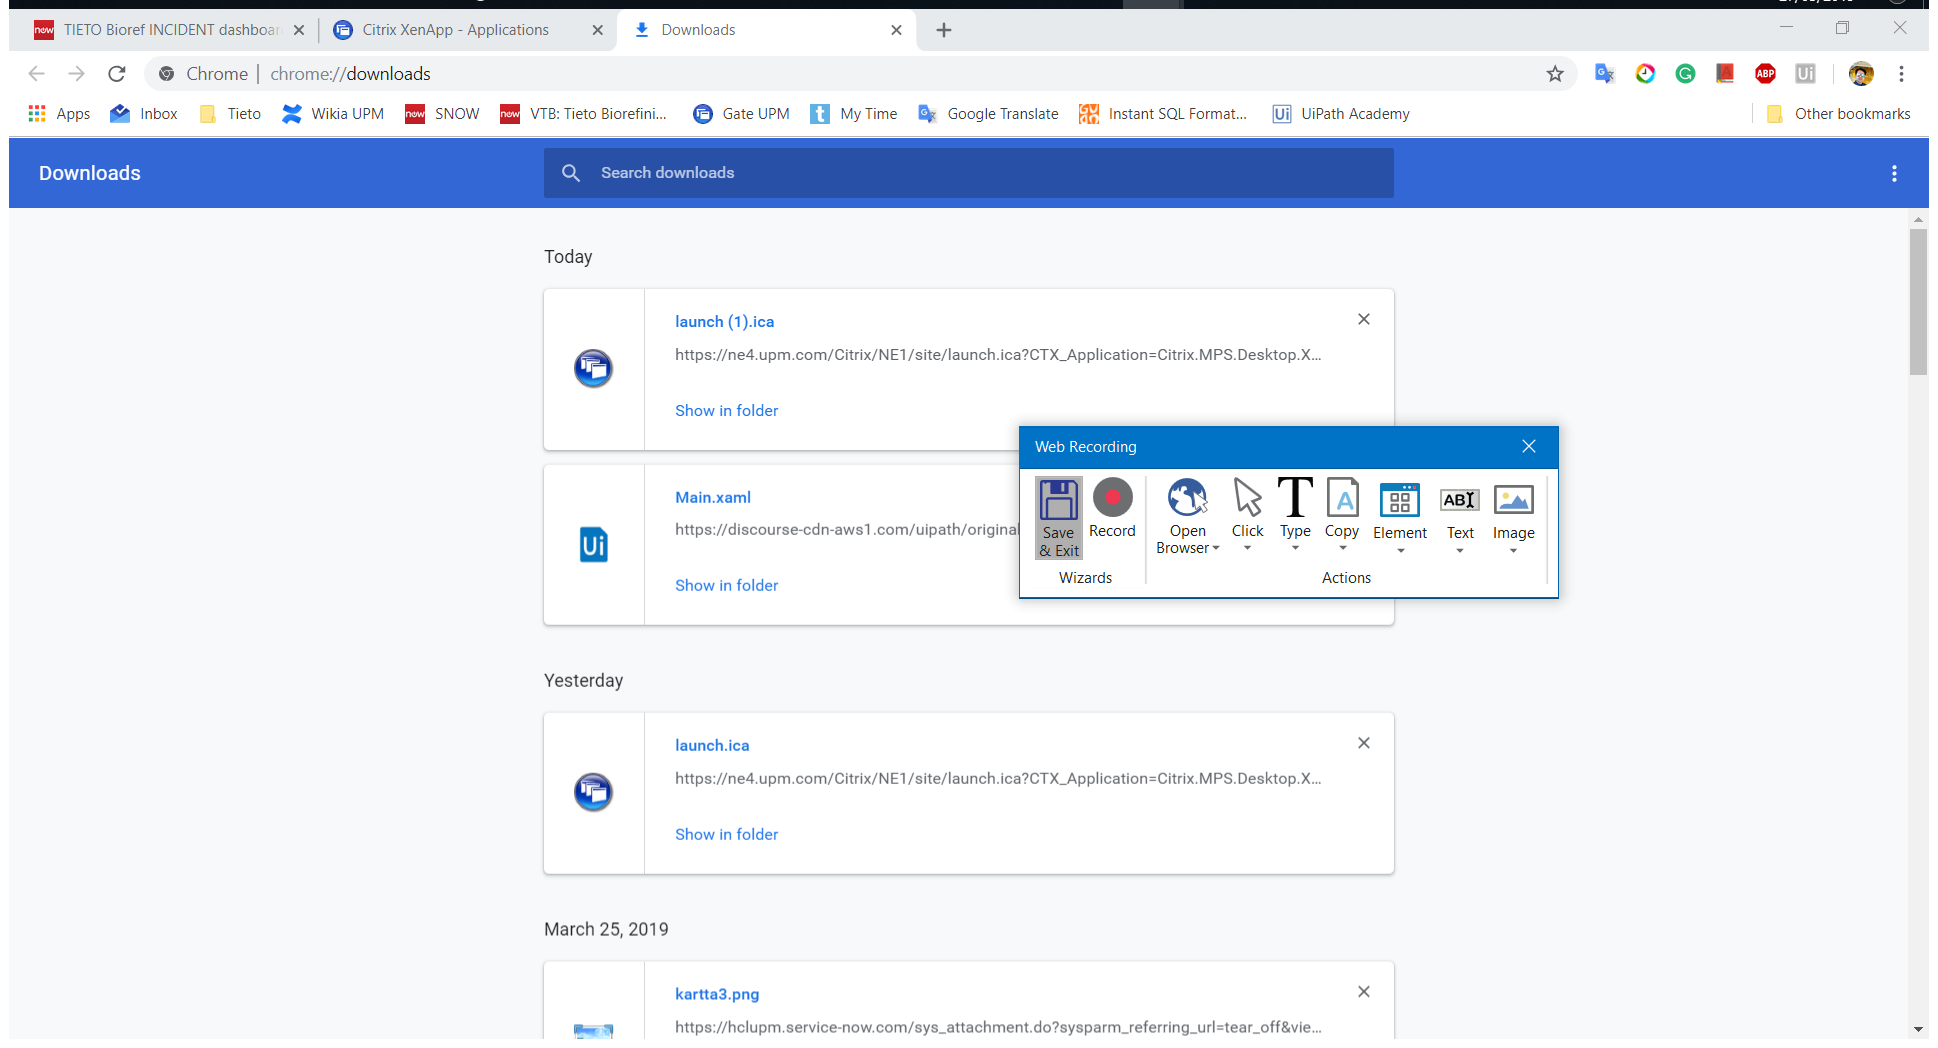 TIETO Bioref INCIDENT dashboar
Citrix XenApp - Applications
Downloads
Chrome | chrome://downloads
ABP
Ui
Apps
Inbox
Tieto
Wikia UPM
now SNOW
now VTB: Tieto Biorefini...
Gate UPM
t My Time
Google Translate
Instant SQL Format...
Ui UiPath Academy
Other bookmarks
Downloads
Search downloads
Today
launch (1).ica
https://ne4.upm.com/Citrix/NE1/site/launch.ica?CTX_Application=Citrix.MPS.Desktop.X...
Show in folder
Web Recording
Save & Exit
Record
Open Browser
Click
Type
Copy
Element
Text
Image
Wizards
Actions
Main.xaml
https://discourse-cdn-aws1.com/uipath/original
Ui
Show in folder
Yesterday
launch.ica
https://ne4.upm.com/Citrix/NE1/site/launch.ica?CTX_Application=Citrix.MPS.Desktop.X...
Show in folder
March 25, 2019
kartta3.png
https://hclupm.service-now.com/sys_attachment.do?sysparm_referring_url=tear_off&vie...